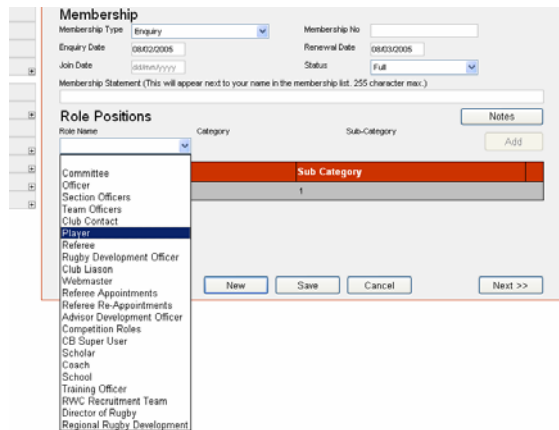 Membership
Membership Type Enquiry Membership No
Enquiry Date 08/02/2005 Renewal Date 08/03/2005
Join Date dd/mm/yyyy Status Full
Membership Statement (This will appear next to your name in the membership list. 255 character max.)
Role Positions Notes
Role Name Category Sub-Category Add
Sub Category
1
Committee
Officer
Section Officers
Team Officers
Club Contact
Player
Referee
Rugby Development Officer
Club Liason
Webmaster
Referee Appointments
Referee Re-Appointments
Advisor Development Officer
Competition Roles
CB Super User
Scholar
Coach
School
Training Officer
RWC Recruitment Team
Director of Rugby
Regional Rugby Development
New Save Cancel Next >>